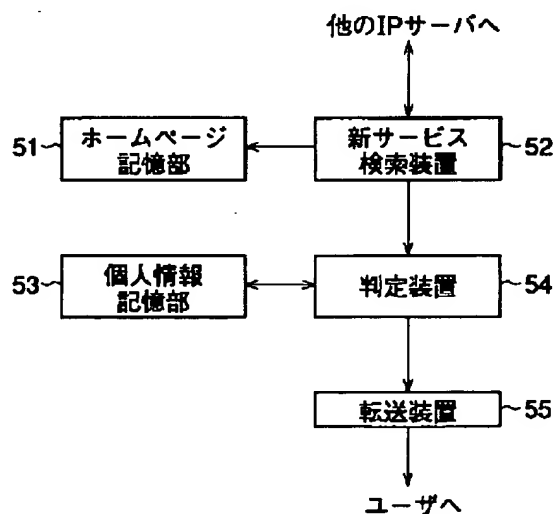 他のIPサーバへ
51
ホームページ
記憶部
新サービス
検索装置
52
53
個人情報
記憶部
判定装置
54
転送装置
55
ユーザへ